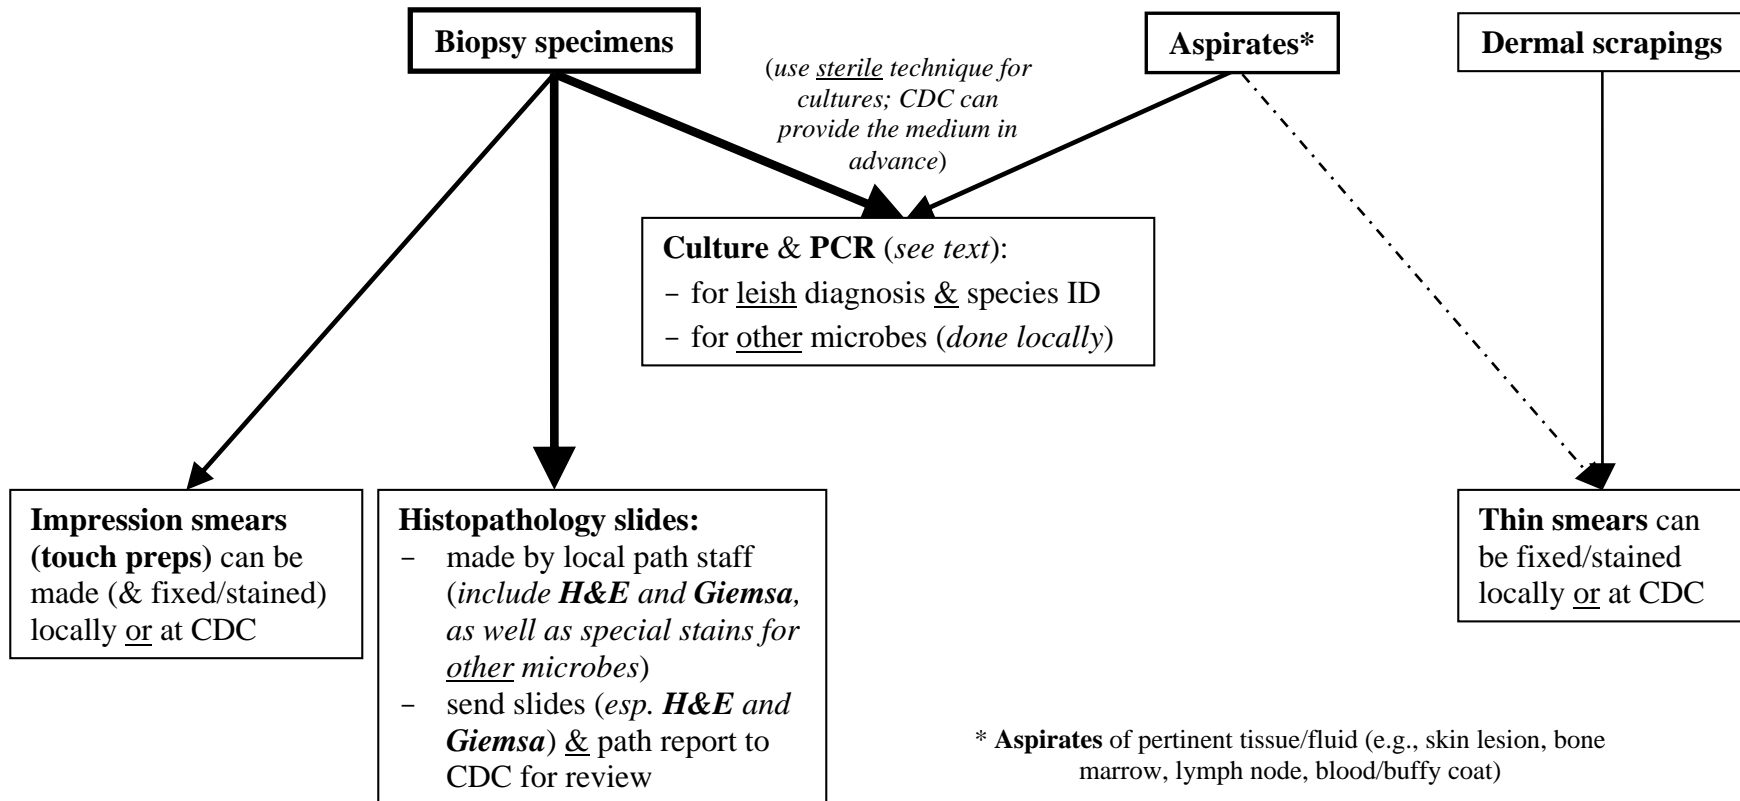 Biopsy specimens
Aspirates*
Dermal scrapings
(use sterile technique for
cultures; CDC can
provide the medium in
advance)
Culture & PCR (see text):
– for leish diagnosis & species ID
– for other microbes (done locally)
Impression smears
(touch preps) can be
made (& fixed/stained)
locally or at CDC
Histopathology slides:
– made by local path staff
(include H&E and Giemsa,
as well as special stains for
other microbes)
– send slides (esp. H&E and
Giemsa) & path report to
CDC for review
Thin smears can
be fixed/stained
locally or at CDC
* Aspirates of pertinent tissue/fluid (e.g., skin lesion, bone
marrow, lymph node, blood/buffy coat)